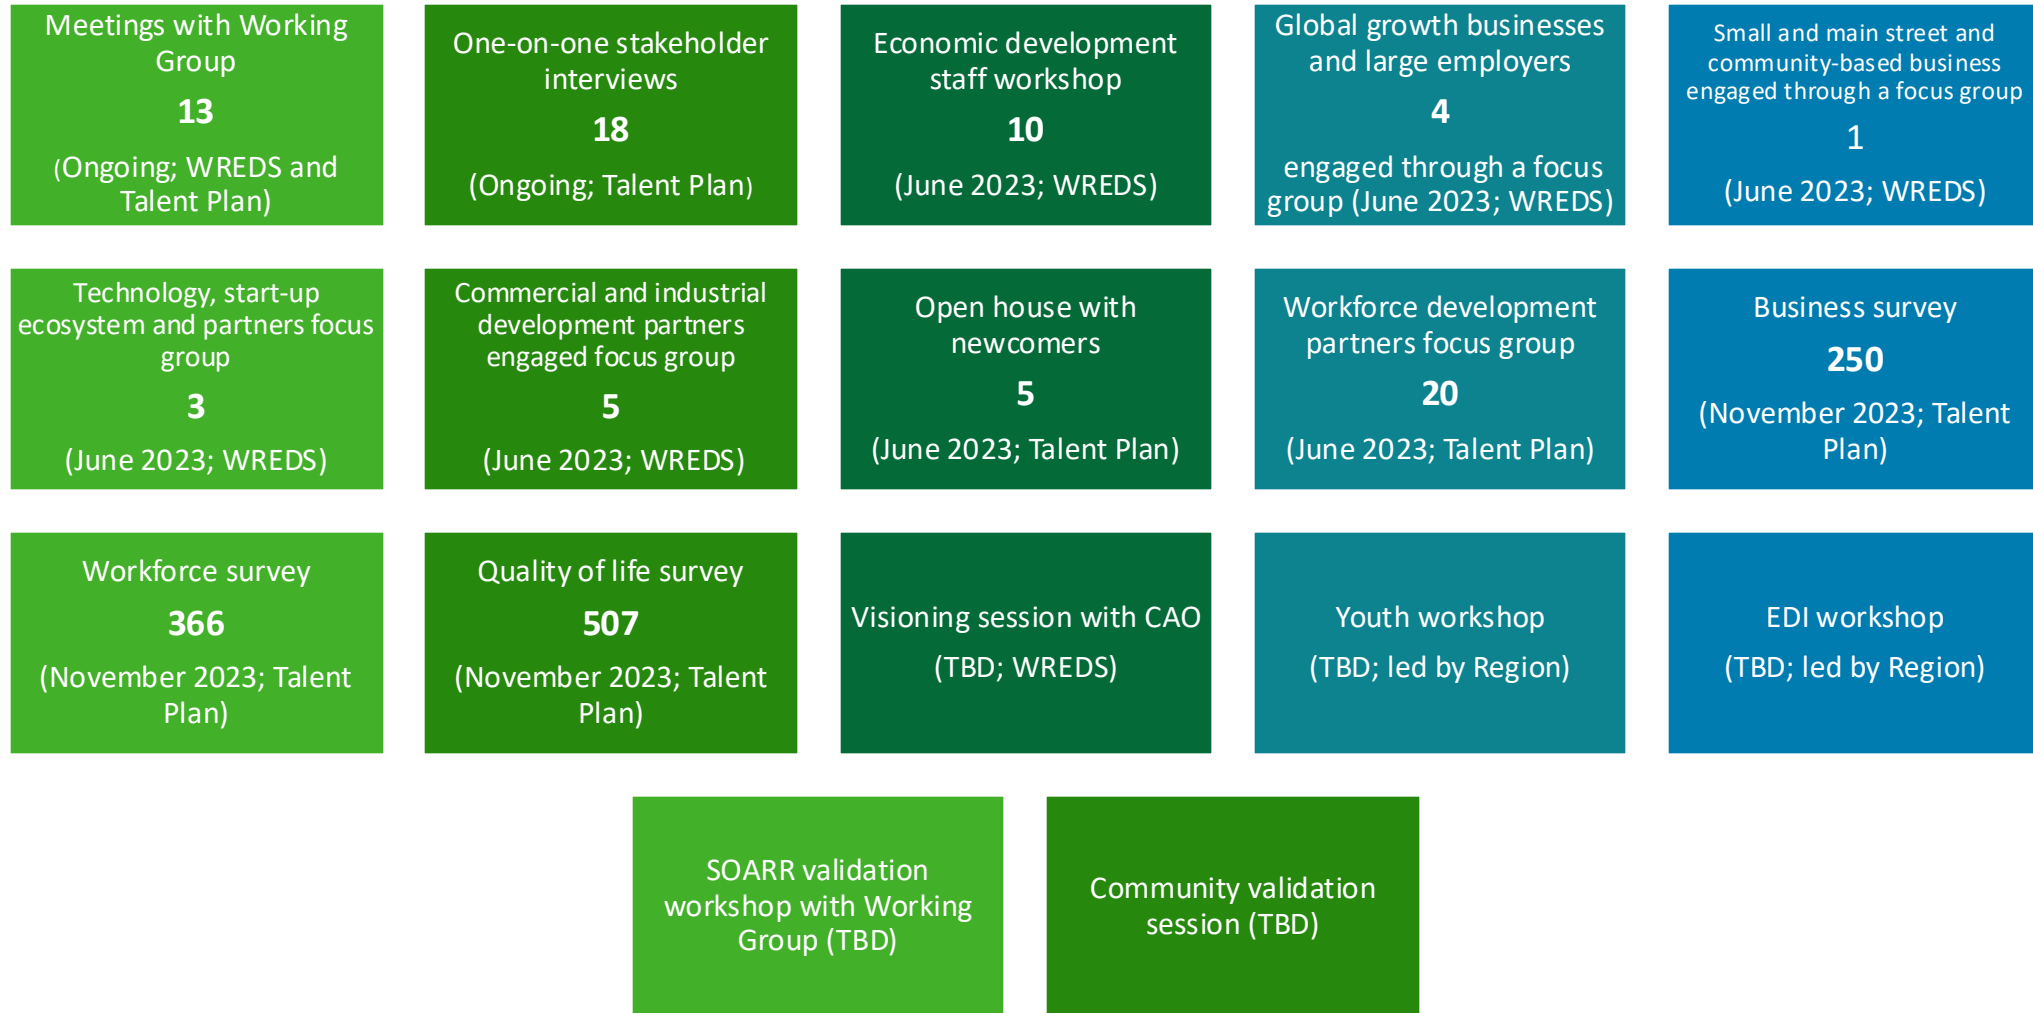 Meetings with Working
Group
13
(Ongoing; WREDS and
Talent Plan)
One-on-one stakeholder
interviews
18
(Ongoing; Talent Plan)
Economic development
staff workshop
10
(June 2023; WREDS)
Global growth businesses
and large employers
4
engaged through a focus
group (June 2023; WREDS)
Small and main street and
community-based business
engaged through a focus group
1
(June 2023; WREDS)
Technology, start-up
ecosystem and partners focus
group
3
(June 2023; WREDS)
Commercial and industrial
development partners
engaged focus group
5
(June 2023; WREDS)
Open house with
newcomers
5
(June 2023; Talent Plan)
Workforce development
partners focus group
20
(June 2023; Talent Plan)
Business survey
250
(November 2023; Talent
Plan)
Workforce survey
366
(November 2023; Talent
Plan)
Quality of life survey
507
(November 2023; Talent
Plan)
Visioning session with CAO
(TBD; WREDS)
Youth workshop
(TBD; led by Region)
EDI workshop
(TBD; led by Region)
SOARR validation
workshop with Working
Group (TBD)
Community validation
session (TBD)